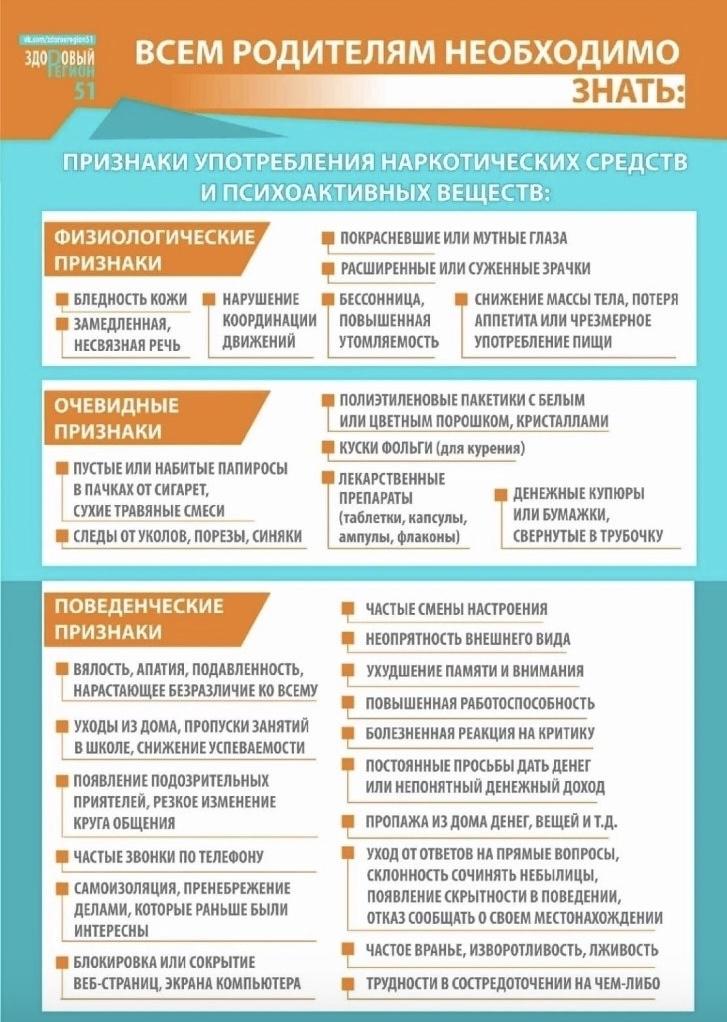 vk.com/zdorovregion51
ЗДОРОВЫЙ
РЕГИОН
51
ВСЕМ РОДИТЕЛЯМ НЕОБХОДИМО
ЗНАТЬ:
ПРИЗНАКИ УПОТРЕБЛЕНИЯ НАРКОТИЧЕСКИХ СРЕДСТВ
И ПСИХОАКТИВНЫХ ВЕЩЕСТВ:
ФИЗИОЛОГИЧЕСКИЕ
ПРИЗНАКИ
ПОКРАСНЕВШИЕ ИЛИ МУТНЫЕ ГЛАЗА
РАСШИРЕННЫЕ ИЛИ СУЖЕННЫЕ ЗРАЧКИ
БЛЕДНОСТЬ КОЖИ
ЗАМЕДЛЕННАЯ,
НЕСВЯЗНАЯ РЕЧЬ
НАРУШЕНИЕ
КООРДИНАЦИИ
ДВИЖЕНИЙ
БЕССОННИЦА,
ПОВЫШЕННАЯ
УТОМЛЯЕМОСТЬ
СНИЖЕНИЕ МАССЫ ТЕЛА, ПОТЕРЯ
АППЕТИТА ИЛИ ЧРЕЗМЕРНОЕ
УПОТРЕБЛЕНИЕ ПИЩИ
ОЧЕВИДНЫЕ
ПРИЗНАКИ
ПУСТЫЕ ИЛИ НАБИТЫЕ ПАПИРОСЫ
В ПАЧКАХ ОТ СИГАРЕТ,
СУХИЕ ТРАВЯНЫЕ СМЕСИ
СЛЕДЫ ОТ УКОЛОВ, ПОРЕЗЫ, СИНЯКИ
ПОЛИЭТИЛЕНОВЫЕ ПАКЕТИКИ С БЕЛЫМ
ИЛИ ЦВЕТНЫМ ПОРОШКОМ, КРИСТАЛЛАМИ
КУСКИ ФОЛЬГИ (для курения)
ЛЕКАРСТВЕННЫЕ
ПРЕПАРАТЫ
(таблетки, капсулы,
ампулы, флаконы)
ДЕНЕЖНЫЕ КУПЮРЫ
ИЛИ БУМАЖКИ,
СВЕРНУТЫЕ В ТРУБОЧКУ
ПОВЕДЕНЧЕСКИЕ
ПРИЗНАКИ
ВЯЛОСТЬ, АПАТИЯ, ПОДАВЛЕННОСТЬ,
НАРАСТАЮЩЕЕ БЕЗРАЗЛИЧИЕ КО ВСЕМУ
УХОДЫ ИЗ ДОМА, ПРОПУСКИ ЗАНЯТИЙ
В ШКОЛЕ, СНИЖЕНИЕ УСПЕВАЕМОСТИ
ПОЯВЛЕНИЕ ПОДОЗРИТЕЛЬНЫХ
ПРИЯТЕЛЕЙ, РЕЗКОЕ ИЗМЕНЕНИЕ
КРУГА ОБЩЕНИЯ
ЧАСТЫЕ ЗВОНКИ ПО ТЕЛЕФОНУ
САМОИЗОЛЯЦИЯ, ПРЕНЕБРЕЖЕНИЕ
ДЕЛАМИ, КОТОРЫЕ РАНЬШЕ БЫЛИ
ИНТЕРЕСНЫ
БЛОКИРОВКА ИЛИ СОКРЫТИЕ
ВЕБ-СТРАНИЦ, ЭКРАНА КОМПЬЮТЕРА
ЧАСТЫЕ СМЕНЫ НАСТРОЕНИЯ
НЕОПРЯТНОСТЬ ВНЕШНЕГО ВИДА
УХУДШЕНИЕ ПАМЯТИ И ВНИМАНИЯ
ПОВЫШЕННАЯ РАБОТОСПОСОБНОСТЬ
БОЛЕЗНЕННАЯ РЕАКЦИЯ НА КРИТИКУ
ПОСТОЯННЫЕ ПРОСЬБЫ ДАТЬ ДЕНЕГ
ИЛИ НЕПОНЯТНЫЙ ДЕНЕЖНЫЙ ДОХОД
ПРОПАЖА ИЗ ДОМА ДЕНЕГ, ВЕЩЕЙ И Т.Д.
УХОД ОТ ОТВЕТОВ НА ПРЯМЫЕ ВОПРОСЫ,
СКЛОННОСТЬ СОЧИНЯТЬ НЕБЫЛИЦЫ,
ПОЯВЛЕНИЕ СКРЫТНОСТИ В ПОВЕДЕНИИ,
ОТКАЗ СООБЩАТЬ О СВОЕМ МЕСТОНАХОЖДЕНИИ
ЧАСТОЕ ВРАНЬЕ, ИЗВОРОТЛИВОСТЬ, ЛЖИВОСТЬ
ТРУДНОСТИ В СОСРЕДОТОЧЕНИИ НА ЧЕМ-ЛИБО